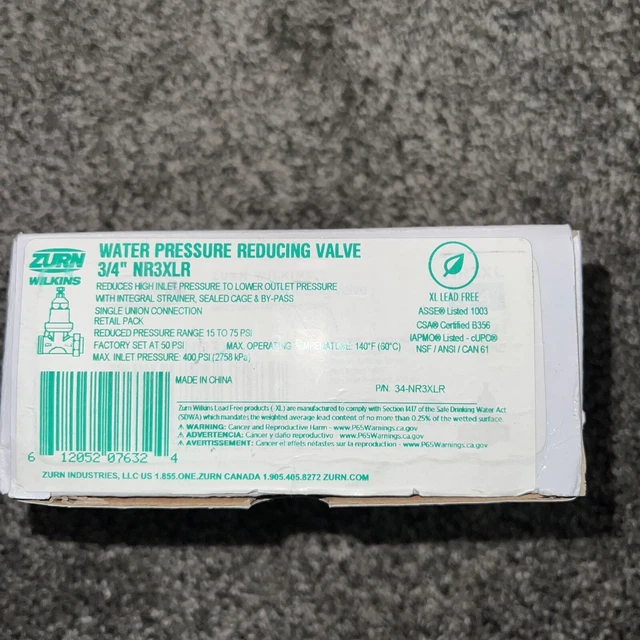 ZURN
WILKINS
WATER PRESSURE REDUCING VALVE
3/4" NR3XLR
REDUCES HIGH INLET PRESSURE TO LOWER OUTLET PRESSURE
WITH INTEGRAL STRAINER, SEALED CAGE & BY-PASS
SINGLE UNION CONNECTION
RETAIL PACK
REDUCED PRESSURE RANGE 15 TO 75 PSI
FACTORY SET AT 50 PSI MAX. OPERATING TEMPERATURE: 140°F (60°C)
MAX. INLET PRESSURE: 400 PSI (2758 kPa)
XL LEAD FREE
ASSE® Listed 1003
CSA® Certified B356
IAPMO® Listed - cUPC®
NSF / ANSI / CAN 61
MADE IN CHINA
P/N: 34-NR3XLR
Zurn Wilkins Lead Free products (-XL) are manufactured to comply with Section 1417 of the Safe Drinking Water Act
(SDWA) which mandates the weighted average lead content of no more than 0.25% of the wetted surface.
⚠ WARNING: Cancer and Reproductive Harm - www.P65Warnings.ca.gov
⚠ ADVERTENCIA: Cancer y daño reproductivo - www.P65Warnings.ca.gov
⚠ AVERTISSEMENT: Cancer et effets néfastes sur la reproduction - www.P65Warnings.ca.gov
6 12052 07632 4
ZURN INDUSTRIES, LLC US 1.855.ONE.ZURN CANADA 1.905.405.8272 ZURN.COM